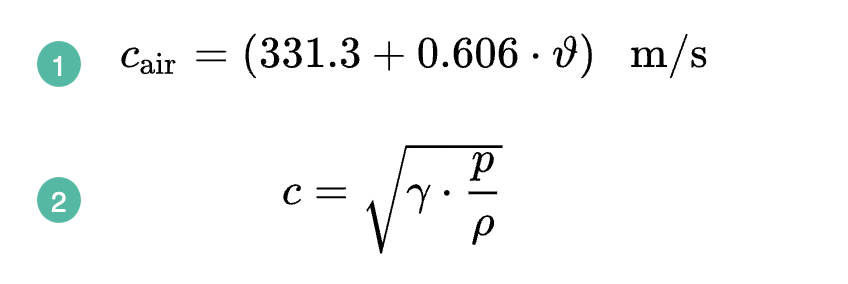 1 c_air = (331.3 + 0.606 · ϑ) m/s
2 c = √(γ · p/ρ)